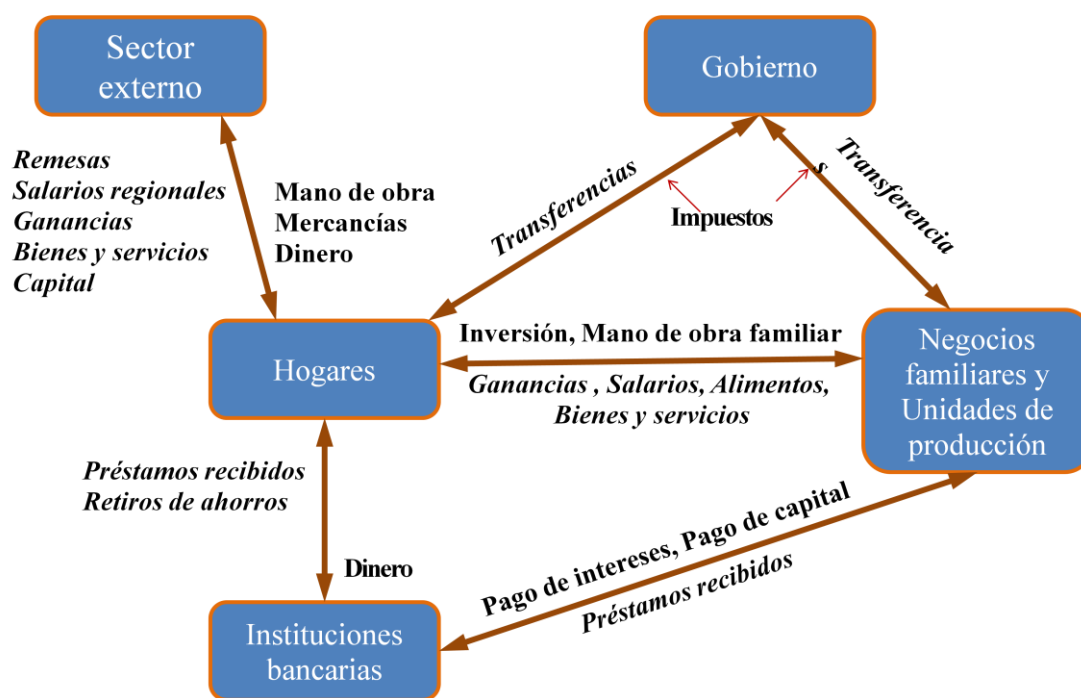 Sector
externo
Gobierno
Remesas
Salarios regionales
Ganancias
Bienes y servicios
Capital
Mano de obra
Mercancías
Dinero
Transferencias
Impuestos
Transferencia
s
Hogares
Inversión, Mano de obra familiar
Ganancias , Salarios, Alimentos,
Bienes y servicios
Negocios
familiares y
Unidades de
producción
Préstamos recibidos
Retiros de ahorros
Dinero
Pago de intereses, Pago de capital
Préstamos recibidos
Instituciones
bancarias